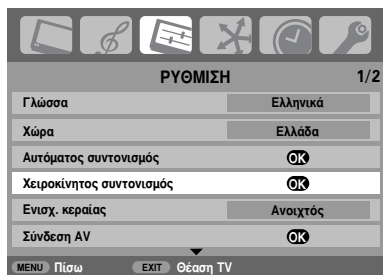 ΡΥΘΜΙΣΗ 1/2
Γλώσσα Ελληνικά
Χώρα Ελλάδα
Αυτόματος συντονισμός OK
Χειροκίνητος συντονισμός OK
Ενισχ. κεραίας Ανοιχτός
Σύνδεση AV OK
MENU Πίσω EXIT Θέαση TV